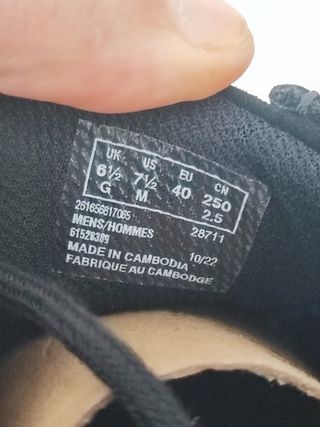 UK US EU CN
6½ 7½ 40 250
G M 2.5
261656817065 28711
MENS/HOMMES
61526399 10/22
MADE IN CAMBODIA
FABRIQUE AU CAMBODGE